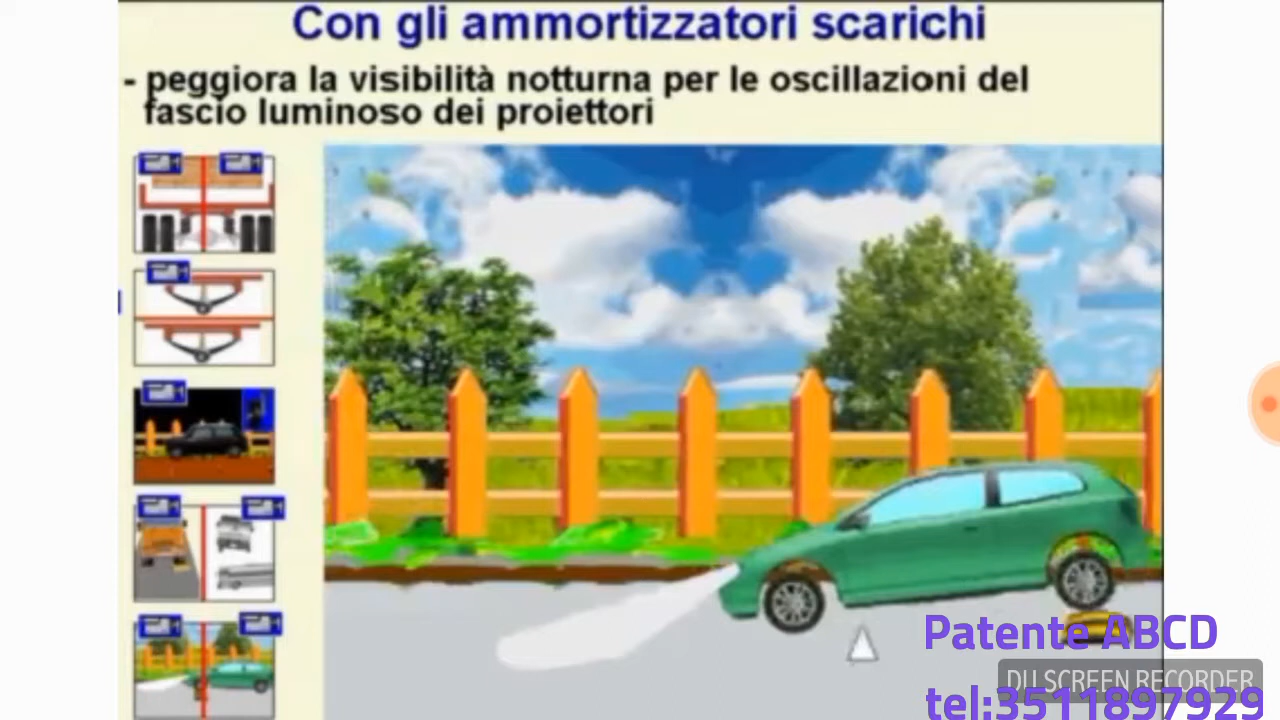 Con gli ammortizzatori scarichi
- peggiora la visibilità notturna per le oscillazioni del
fascio luminoso dei proiettori
Patente ABCD
DU SCREEN RECORDER
tel:3511897929